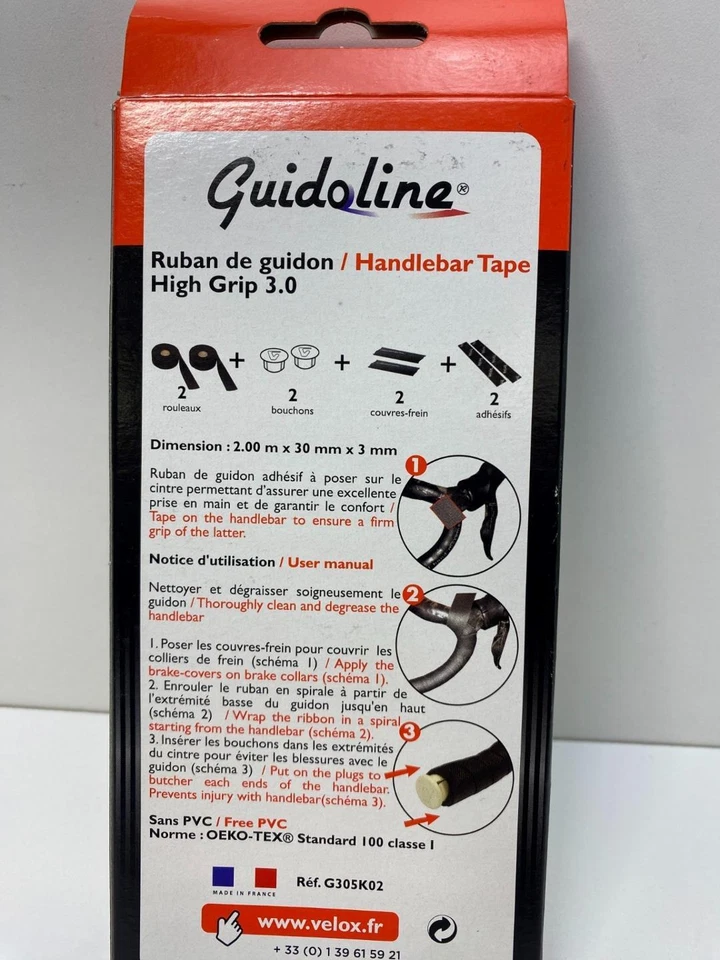 Guidoline®
Ruban de guidon / Handlebar Tape
High Grip 3.0
+ + +
2 2 2 2
rouleaux bouchons couvres-frein adhésifs
Dimension : 2.00 m x 30 mm x 3 mm
1
Ruban de guidon adhésif à poser sur le
cintre permettant d'assurer une excellente
prise en main et de garantir le confort /
Tape on the handlebar to ensure a firm
grip of the latter.
Notice d'utilisation / User manual
2
Nettoyer et dégraisser soigneusement le
guidon / Thoroughly clean and degrease the
handlebar
1. Poser les couvres-frein pour couvrir les
colliers de frein (schéma 1) / Apply the
brake-covers on brake collars (schéma 1).
2. Enrouler le ruban en spirale à partir de
l'extrémité basse du guidon jusqu'en haut
(schéma 2) / Wrap the ribbon in a spiral
starting from the handlebar (schéma 2).
3
3. Insérer les bouchons dans les extrémités
du cintre pour éviter les blessures avec le
guidon (schéma 3) / Put on the plugs to
butcher each ends of the handlebar.
Prevents injury with handlebar(schéma 3).
Sans PVC / Free PVC
Norme : OEKO-TEX® Standard 100 classe I
MADE IN FRANCE
Réf. G305K02
www.velox.fr
+ 33 (0) 1 39 61 59 21